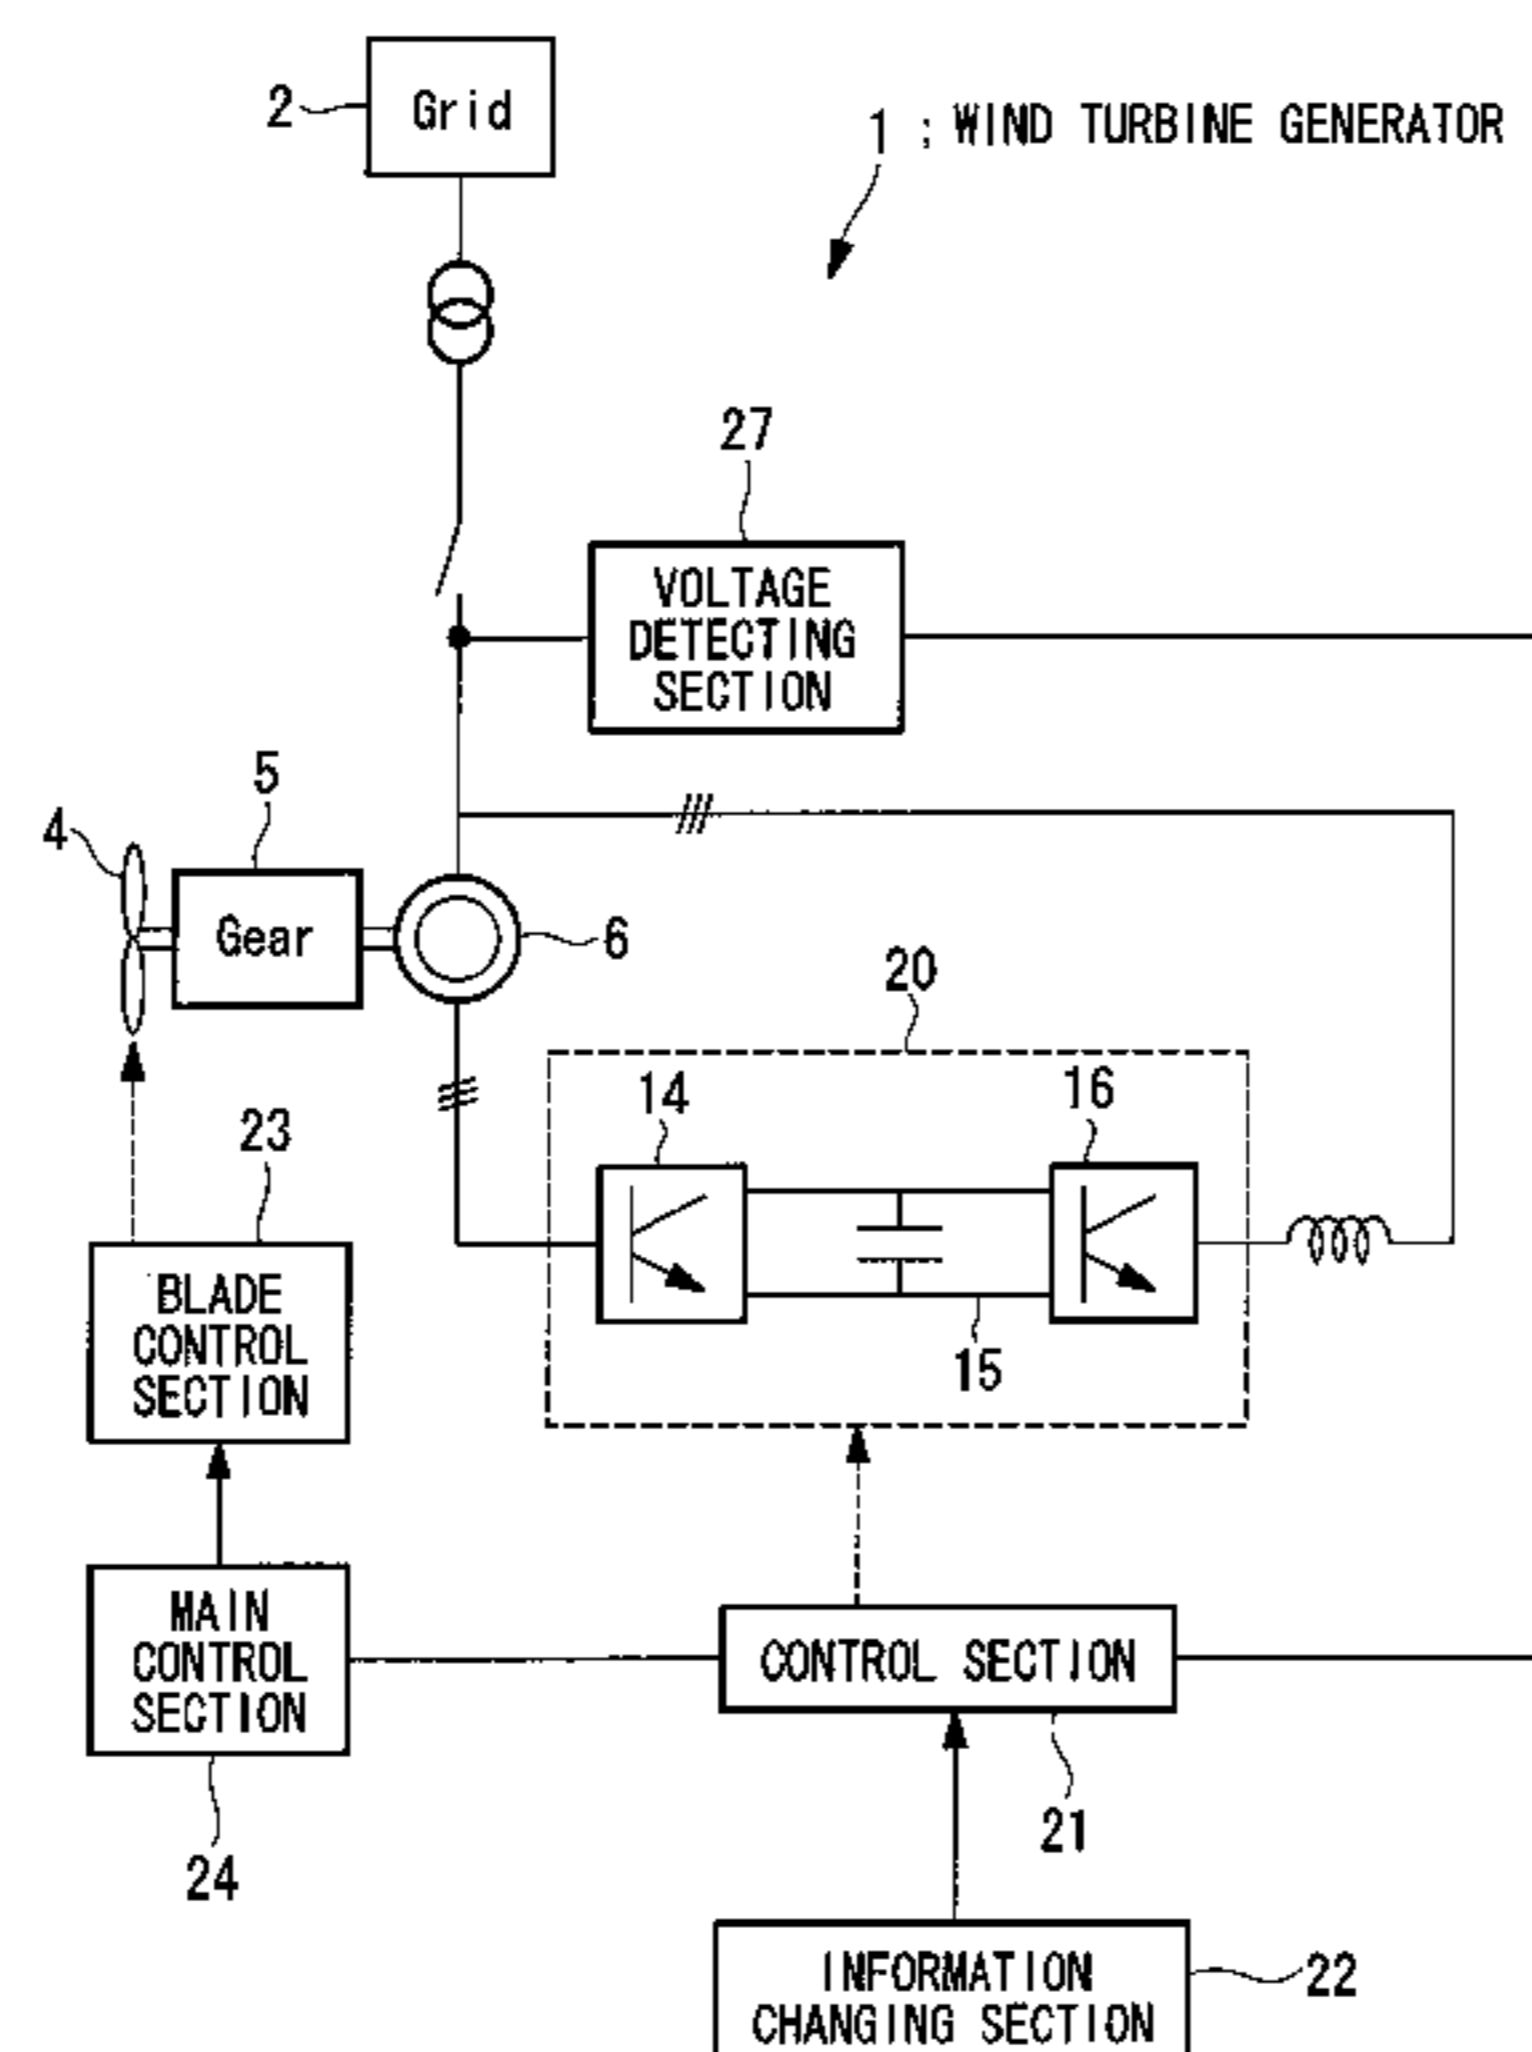 Grid
2
1 ; WIND TURBINE GENERATOR
27
VOLTAGE
DETECTING
SECTION
5
4
Gear
6
20
14
16
23
15
BLADE
CONTROL
SECTION
MAIN
CONTROL
SECTION
CONTROL SECTION
21
24
INFORMATION
CHANGING SECTION
22